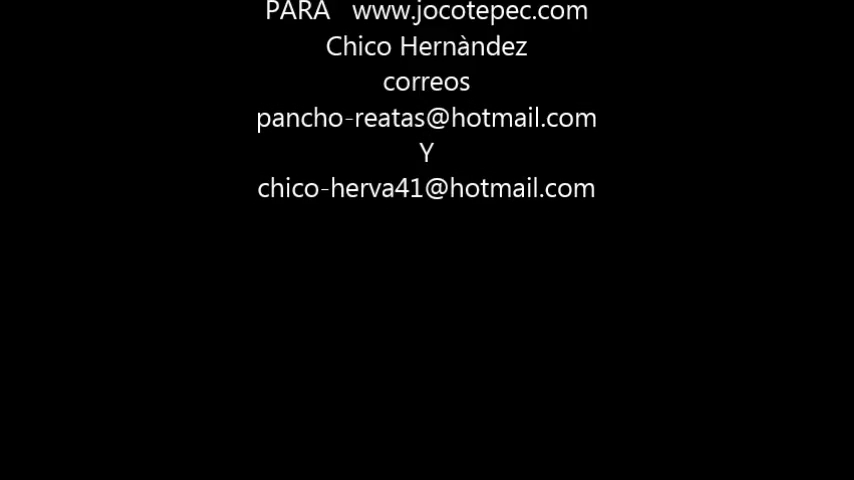 PARA www.jocotepec.com
Chico Hernàndez
correos
pancho-reatas@hotmail.com
Y
chico-herva41@hotmail.com